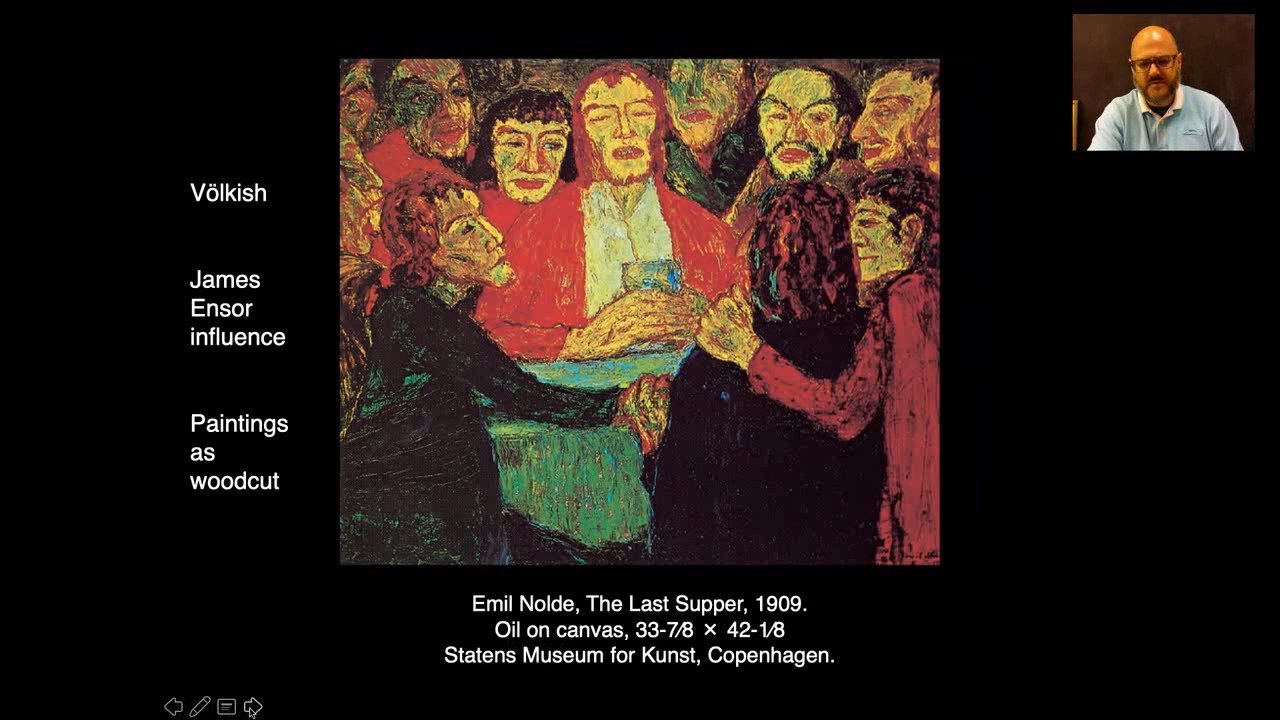 Völkish
James
Ensor
influence
Paintings
as
woodcut
Emil Nolde, The Last Supper, 1909.
Oil on canvas, 33-7⁄8 × 42-1⁄8
Statens Museum for Kunst, Copenhagen.